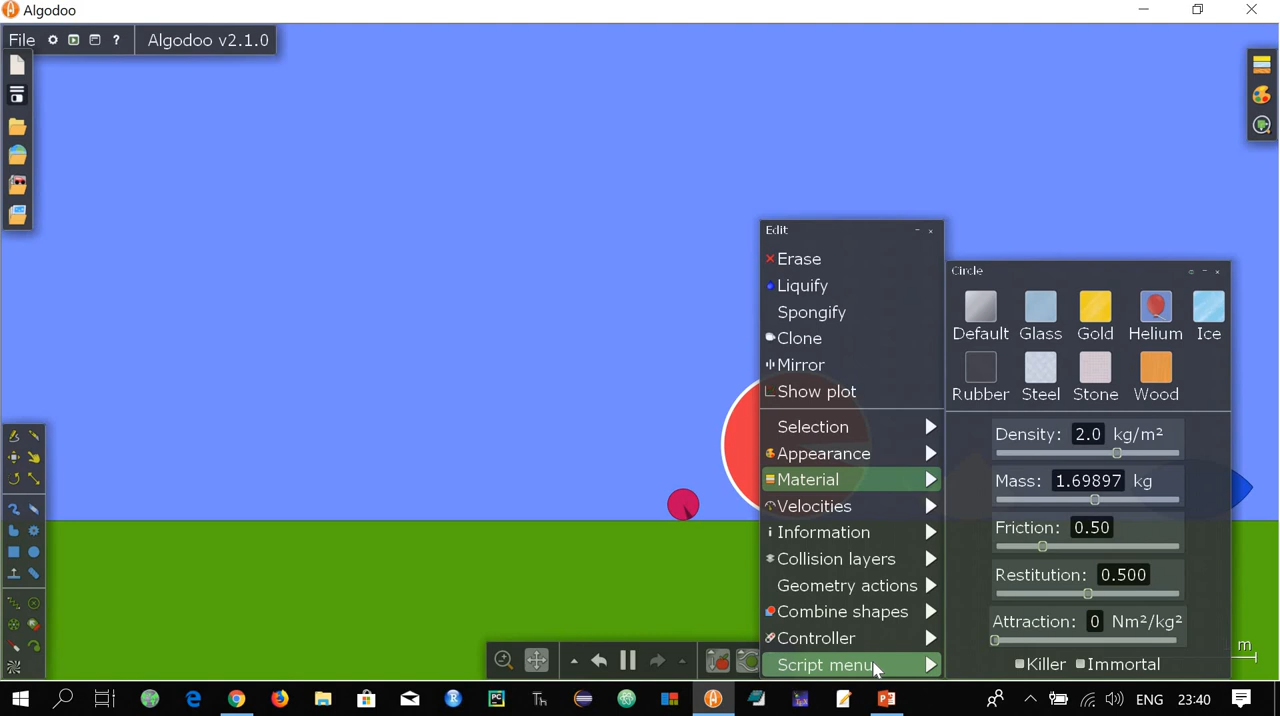 Algodoo
File ? Algodoo v2.1.0
Edit
Erase
Liquify
Spongify
Clone
Mirror
Show plot
Selection
Appearance
Material
Velocities
Information
Collision layers
Geometry actions
Combine shapes
Controller
Script menu
Circle
Default Glass Gold Helium Ice
Rubber Steel Stone Wood
Density: 2.0 kg/m²
Mass: 1.69897 kg
Friction: 0.50
Restitution: 0.500
Attraction: 0 Nm²/kg²
Killer Immortal
m
ENG 23:40